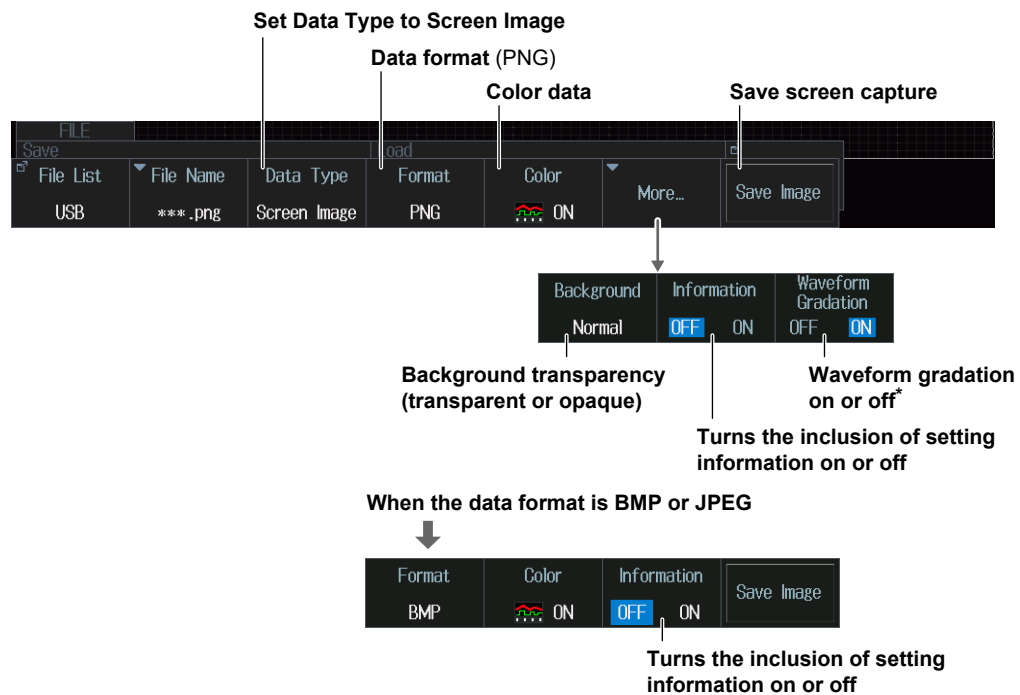 Set Data Type to Screen Image
Data format (PNG)
Color data
Save screen capture
FILE
Save
Load
File List
File Name
Data Type
Format
Color
More...
Save Image
USB
***.png
Screen Image
PNG
ON
Background
Information
Waveform
Gradation
Normal
OFF ON
OFF ON
Background transparency
(transparent or opaque)
Waveform gradation
on or off*
Turns the inclusion of setting
information on or off
When the data format is BMP or JPEG
Format
Color
Information
Save Image
BMP
ON
OFF ON
Turns the inclusion of setting
information on or off